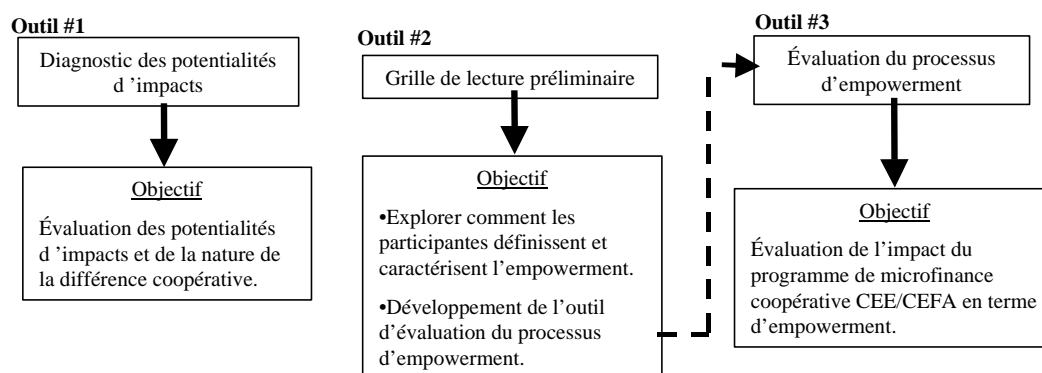 Outil #1
Diagnostic des potentialités
d ’impacts
Objectif
Évaluation des potentialités
d ’impacts et de la nature de
la différence coopérative.
Outil #2
Grille de lecture préliminaire
Objectif
•Explorer comment les
participantes définissent et
caractérisent l’empowerment.
•Développement de l’outil
d’évaluation du processus
d’empowerment.
Outil #3
Évaluation du processus
d’empowerment
Objectif
Évaluation de l’impact du
programme de microfinance
coopérative CEE/CEFA en terme
d’empowerment.